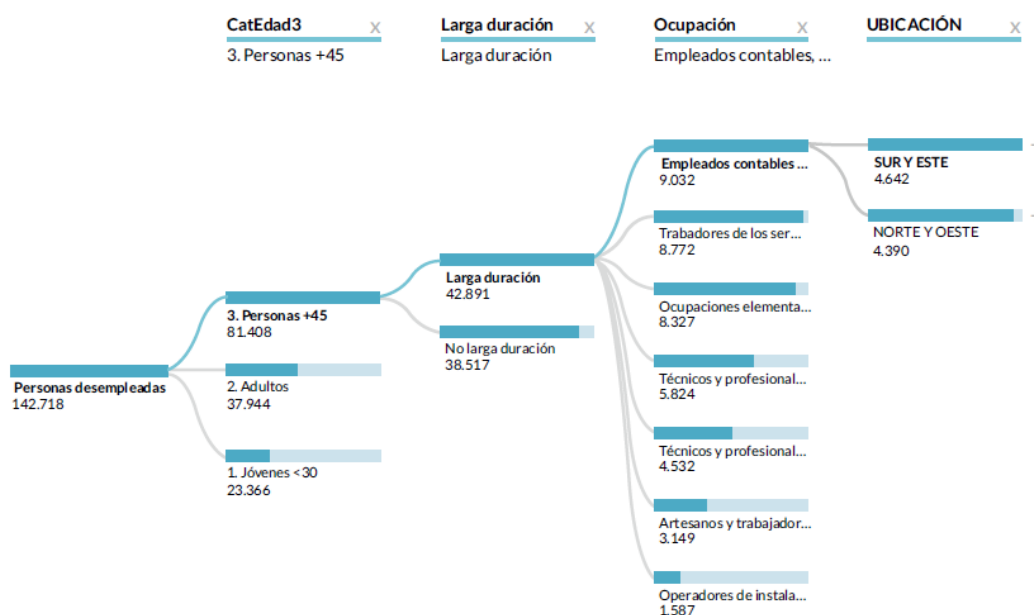 CatEdad3 X
3. Personas +45
Larga duración X
Larga duración
Ocupación X
Empleados contables, ...
UBICACIÓN X
Personas desempleadas
142.718
3. Personas +45
81.408
2. Adultos
37.944
1. Jóvenes <30
23.366
Larga duración
42.891
No larga duración
38.517
Empleados contables ...
9.032
Trabadores de los ser...
8.772
Ocupaciones elementa...
8.327
Técnicos y profesional...
5.824
Técnicos y profesional...
4.532
Artesanos y trabajador...
3.149
Operadores de instala...
1.587
SUR Y ESTE
4.642
NORTE Y OESTE
4.390